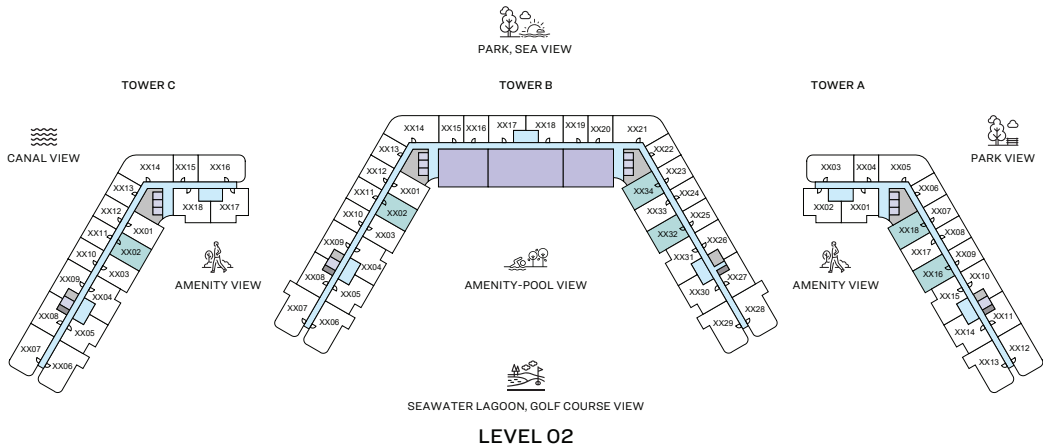 PARK, SEA VIEW
TOWER C
TOWER B
TOWER A
CANAL VIEW
PARK VIEW
XX14
XX15
XX16
XX13
XX12
XX11
XX10
XX09
XX08
XX07
XX06
XX05
XX04
XX03
XX02
XX01
XX18
XX17
AMENITY VIEW
XX14
XX15
XX16
XX17
XX18
XX19
XX20
XX21
XX13
XX12
XX11
XX10
XX09
XX08
XX07
XX06
XX05
XX04
XX03
XX02
XX01
XX22
XX23
XX24
XX25
XX26
XX27
XX28
XX29
XX30
XX31
XX32
XX33
XX34
AMENITY-POOL VIEW
XX03
XX04
XX05
XX02
XX01
XX06
XX07
XX08
XX09
XX10
XX11
XX12
XX13
XX14
XX15
XX16
XX17
XX18
AMENITY VIEW
SEAWATER LAGOON, GOLF COURSE VIEW
LEVEL 02